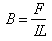 B = F / IL